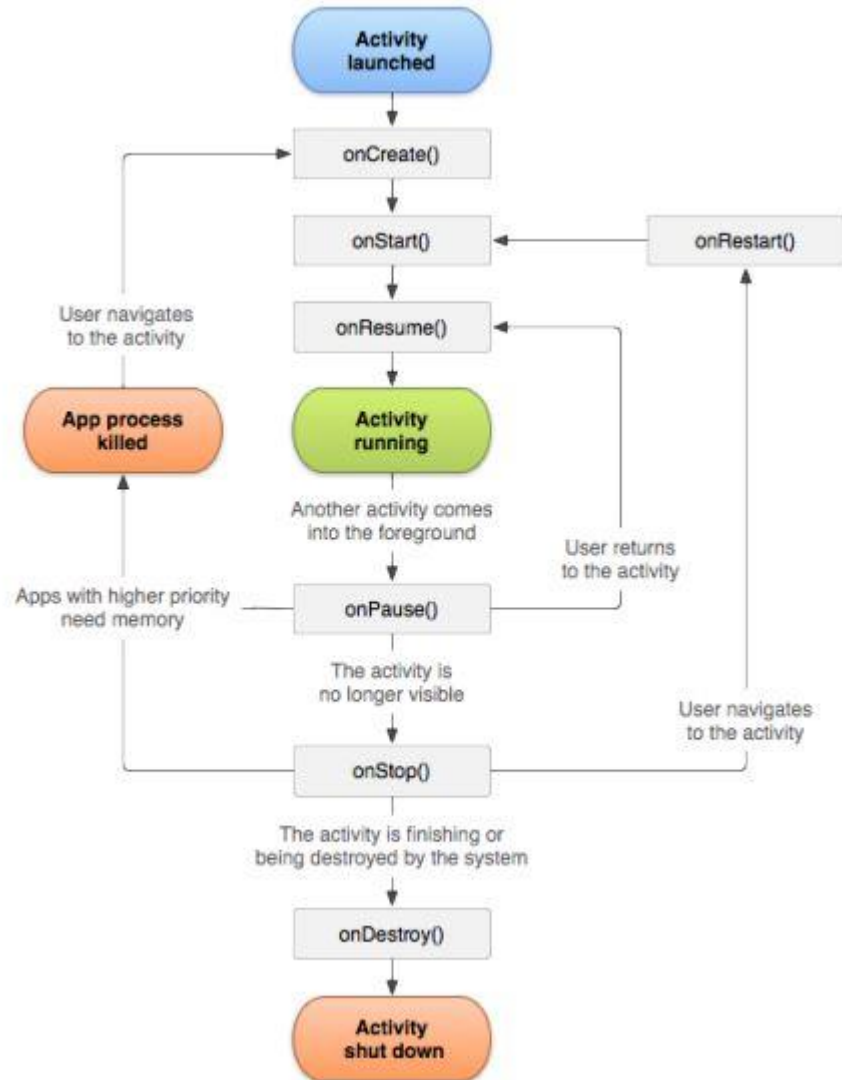 Activity
launched
onCreate()
onStart()
onRestart()
onResume()
User navigates
to the activity
App process
killed
Activity
running
Another activity comes
into the foreground
User returns
to the activity
Apps with higher priority
need memory
onPause()
The activity is
no longer visible
User navigates
to the activity
onStop()
The activity is finishing or
being destroyed by the system
onDestroy()
Activity
shut down